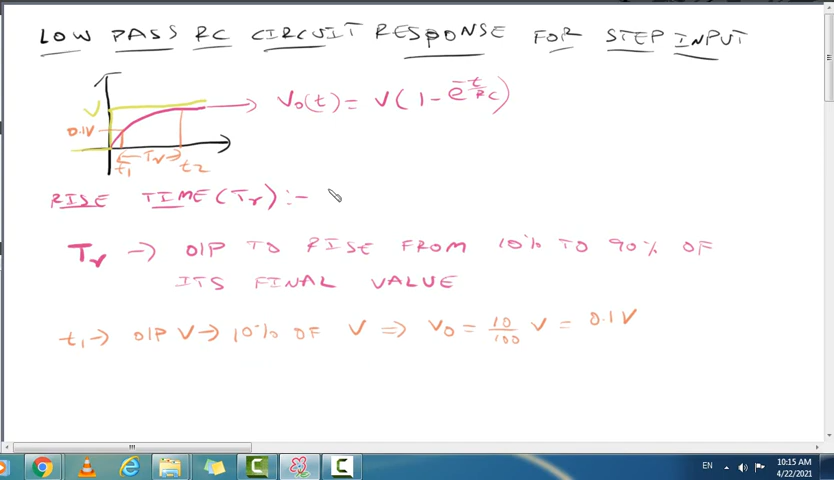 LOW PASS RC CIRCUIT RESPONSE FOR STEP INPUT
V
0.1V
t1 Tr t2
Vo(t) = V(1 - e^-t/RC)
RISE TIME (Tr) :-
Tr → O/P TO RISE FROM 10% TO 90% OF
ITS FINAL VALUE
t1 → O/P V → 10% OF V ⇒ Vo = 10/100 V = 0.1V
EN
10:15 AM
4/22/2021